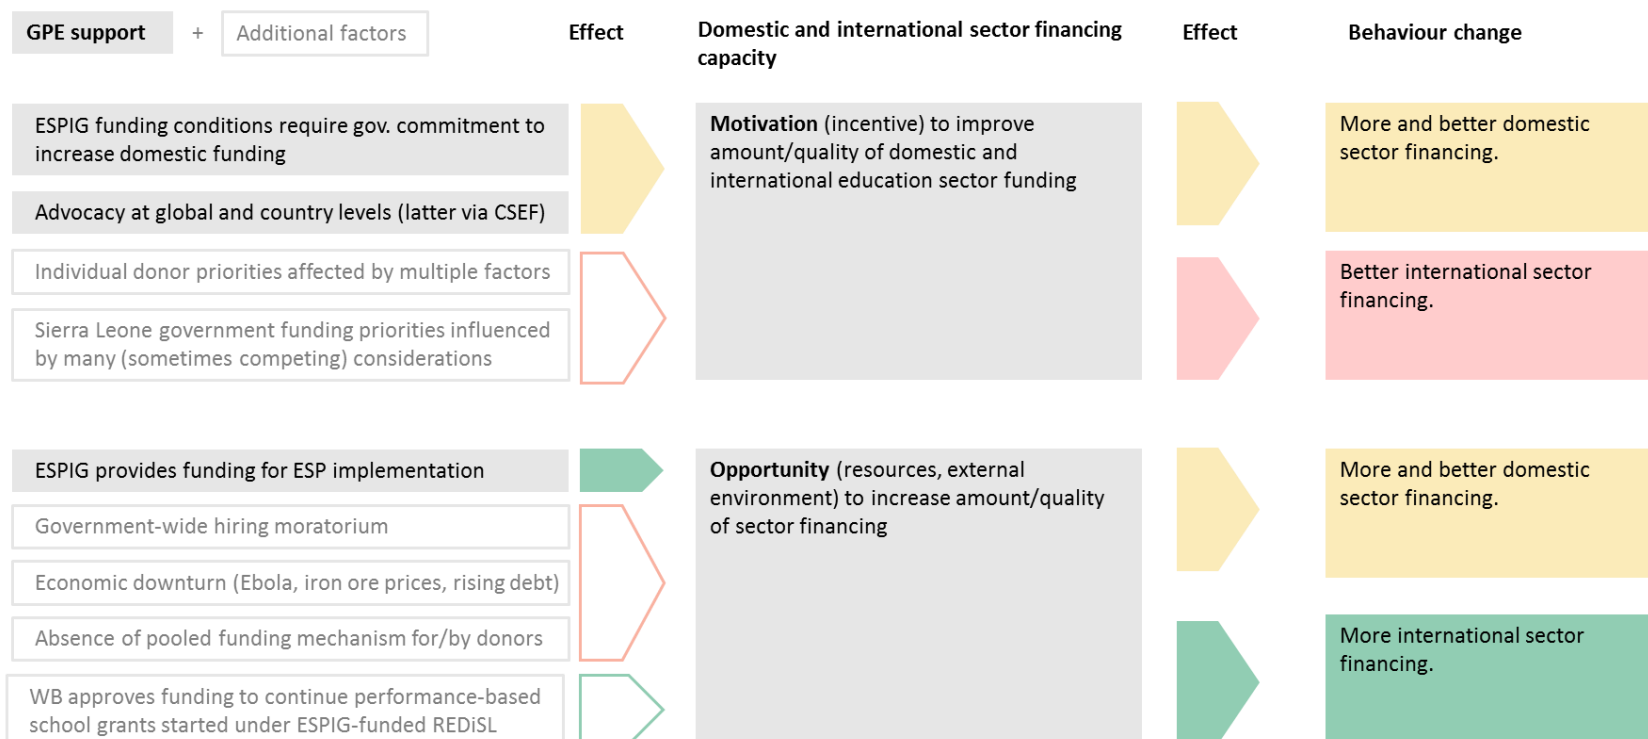 GPE support + Additional factors
Effect
Domestic and international sector financing
capacity
Effect
Behaviour change
ESPIG funding conditions require gov. commitment to
increase domestic funding
Advocacy at global and country levels (latter via CSEF)
Individual donor priorities affected by multiple factors
Sierra Leone government funding priorities influenced
by many (sometimes competing) considerations
Motivation (incentive) to improve
amount/quality of domestic and
international education sector funding
More and better domestic
sector financing.
Better international sector
financing.
ESPIG provides funding for ESP implementation
Government-wide hiring moratorium
Economic downturn (Ebola, iron ore prices, rising debt)
Absence of pooled funding mechanism for/by donors
WB approves funding to continue performance-based
school grants started under ESPIG-funded REDiSL
Opportunity (resources, external
environment) to increase amount/quality
of sector financing
More and better domestic
sector financing.
More international sector
financing.